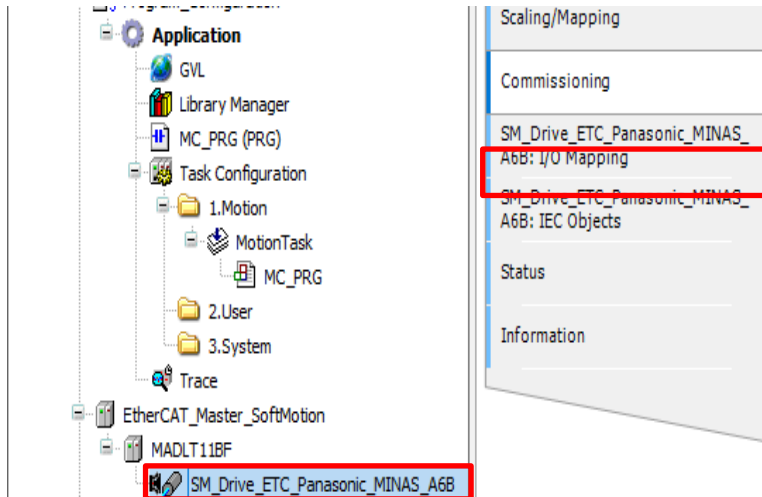 Application
GVL
Library Manager
MC_PRG (PRG)
Task Configuration
1.Motion
MotionTask
MC_PRG
2.User
3.System
Trace
EtherCAT_Master_SoftMotion
MADLT11BF
SM_Drive_ETC_Panasonic_MINAS_A6B
Scaling/Mapping
Commissioning
SM_Drive_ETC_Panasonic_MINAS_
A6B: I/O Mapping
SM_Drive_ETC_Panasonic_MINAS_
A6B: IEC Objects
Status
Information